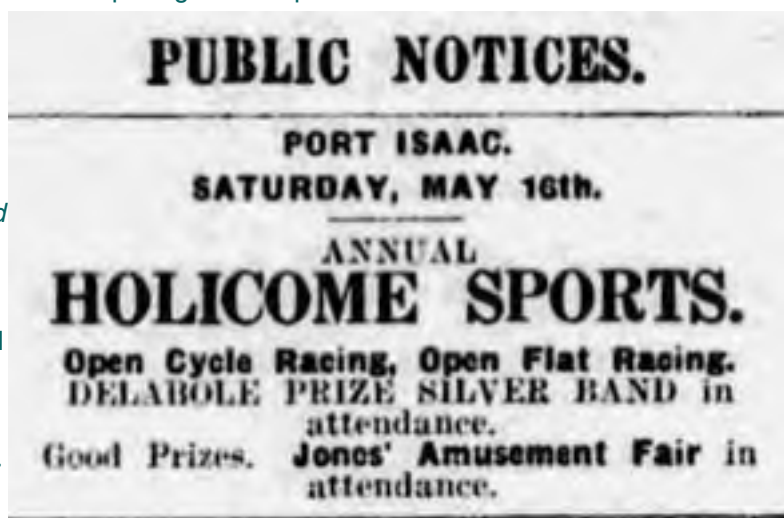 PUBLIC NOTICES.
PORT ISAAC.
SATURDAY, MAY 16th.
ANNUAL
HOLICOME SPORTS.
Open Cycle Racing, Open Flat Racing.
DELABOLE PRIZE SILVER BAND in
attendance.
Good Prizes. Jones' Amusement Fair in
attendance.